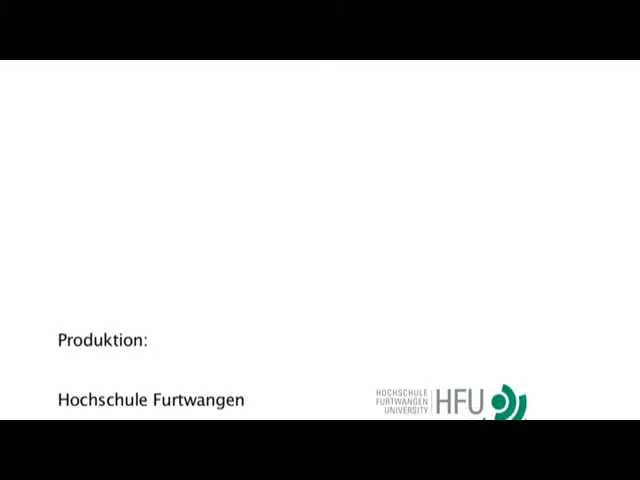 Produktion:
Hochschule Furtwangen
HOCHSCHULE
FURTWANGEN
UNIVERSITY
HFU